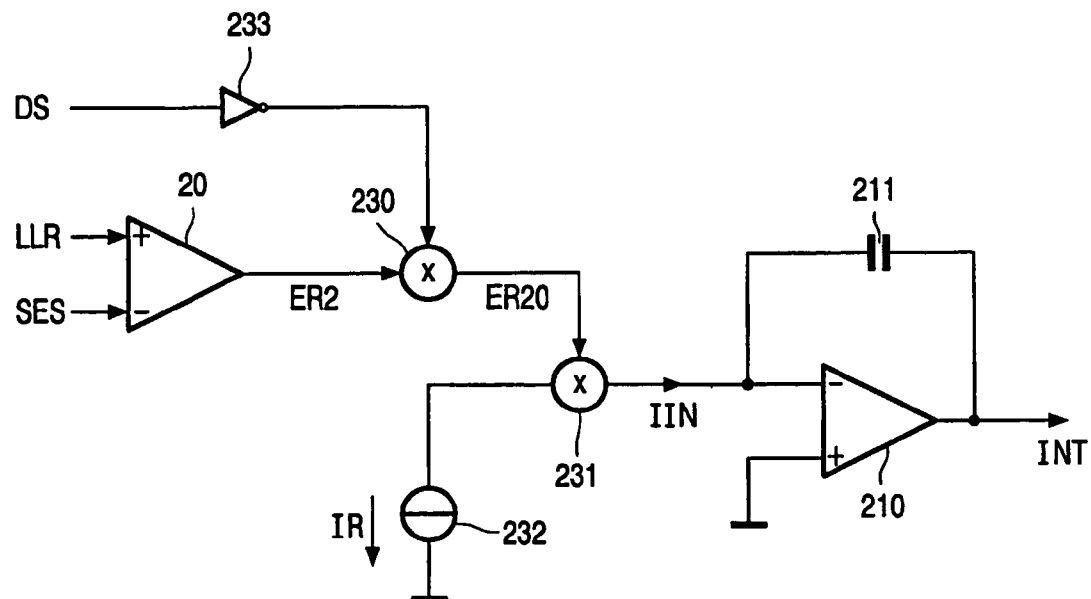 233
DS
20
230
211
LLR
+
X
SES
-
ER2
ER20
X
-
IIN
+
INT
231
210
IR
232